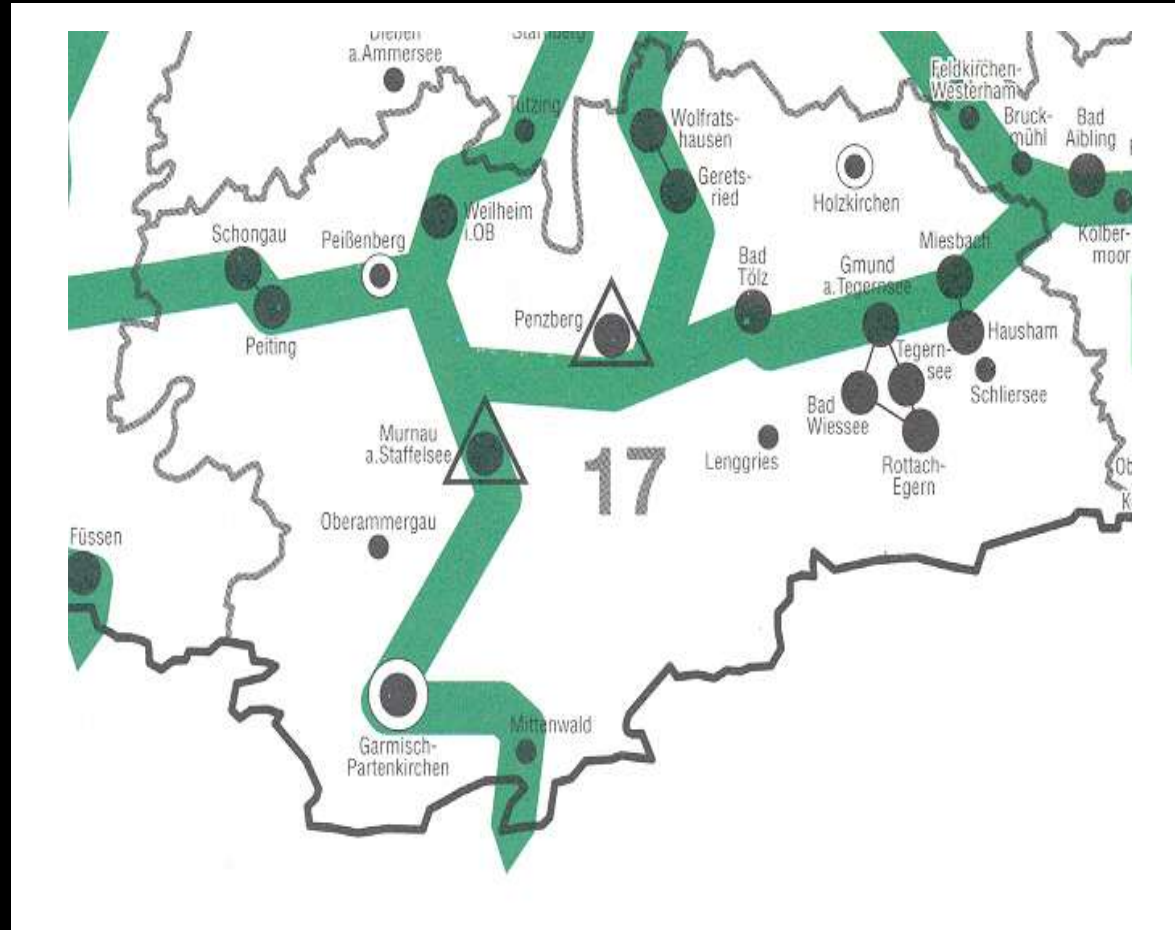 Dießen
a.Ammersee
Starnberg
Tutzing
Wolfrats-
hausen
Gerets-
ried
Feldkirchen-
Westerham
Bruck-
mühl
Bad
Aibling
Holzkirchen
Kolber-
moor
Schongau
Peißenberg
Weilheim
i.OB
Peiting
Penzberg
Bad
Tölz
Gmund
a.Tegernsee
Miesbach
Hausham
Tegern-
see
Schliersee
Bad
Wiessee
Rottach-
Egern
Lenggries
Murnau
a.Staffelsee
17
Oberammergau
Füssen
Garmisch-
Partenkirchen
Mittenwald